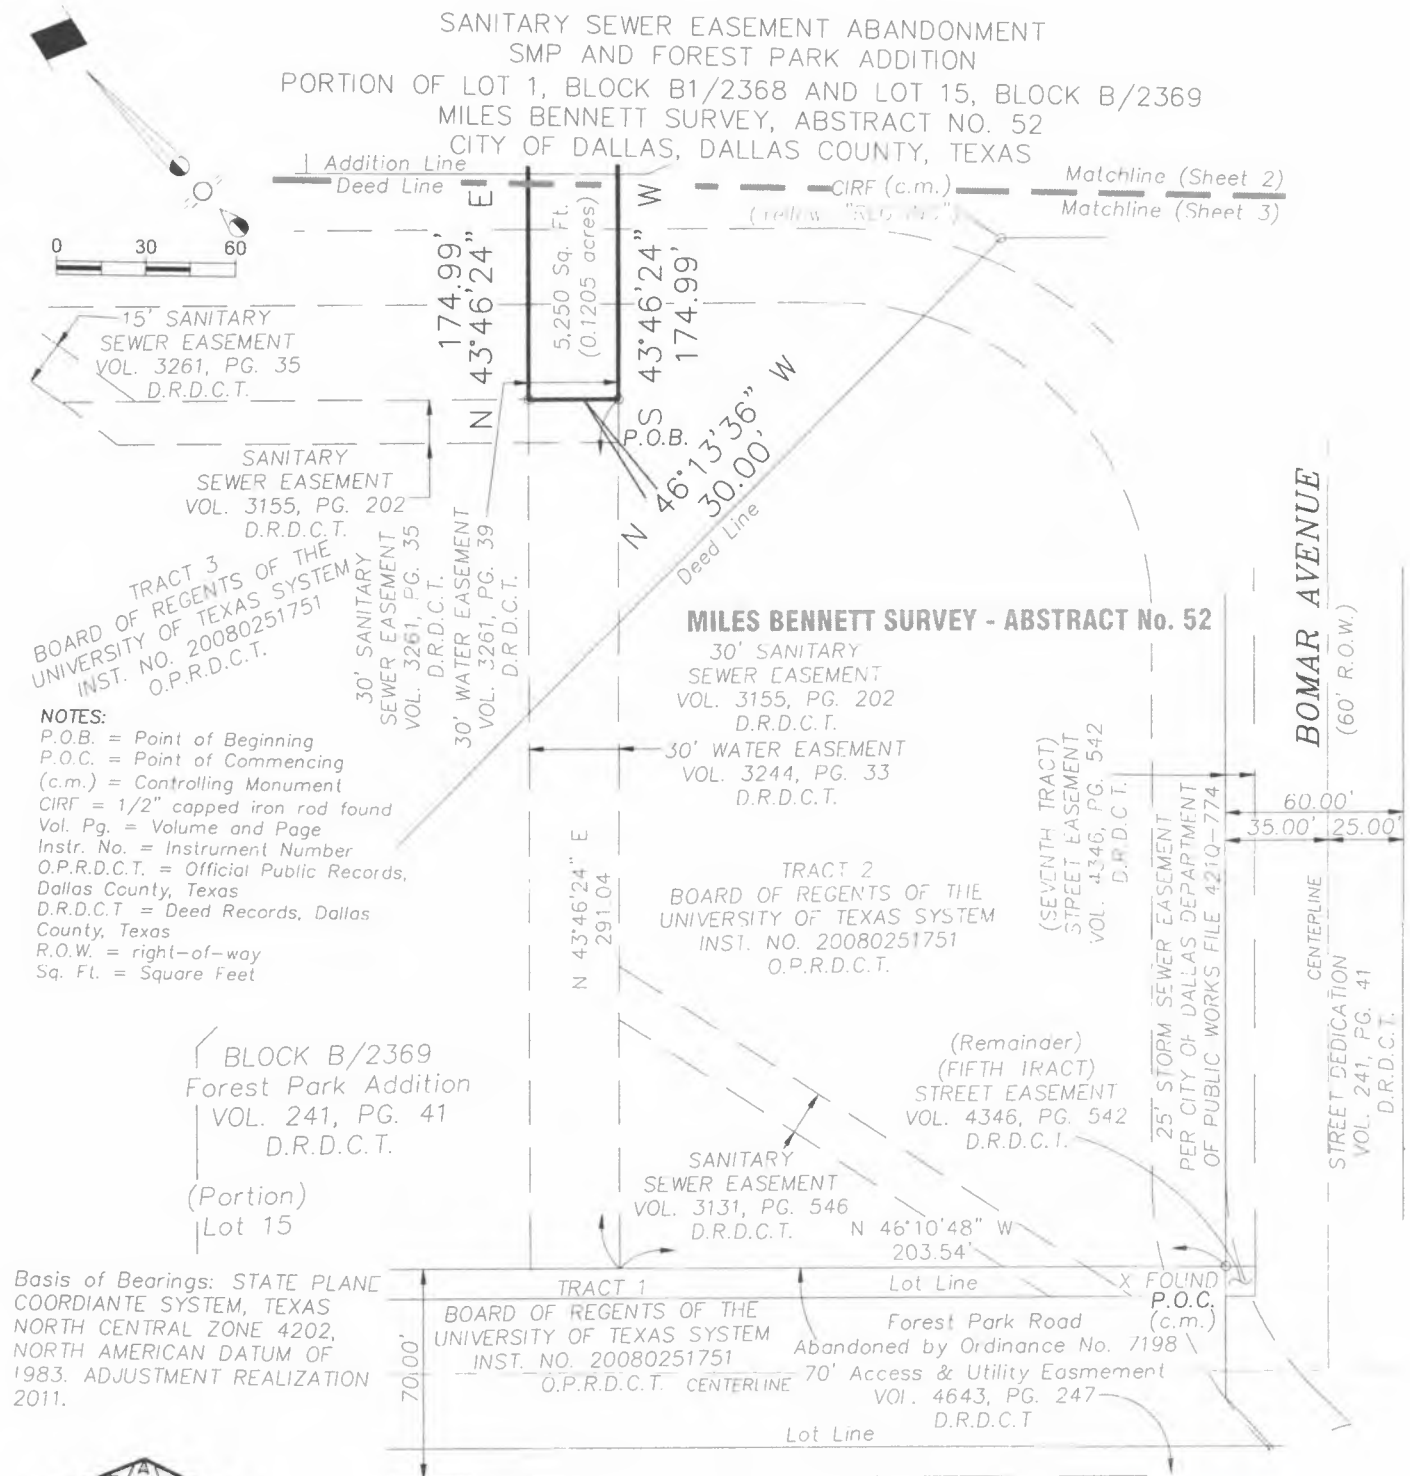 SANITARY SEWER EASEMENT ABANDONMENT
SMP AND FOREST PARK ADDITION
PORTION OF LOT 1, BLOCK B1/2368 AND LOT 15, BLOCK B/2369
MILES BENNETT SURVEY, ABSTRACT NO. 52
CITY OF DALLAS, DALLAS COUNTY, TEXAS
Addition Line
Deed Line
CIRF (c.m.)
Matchline (Sheet 2)
Matchline (Sheet 3)
0 30 60
N 43°46'24" E
174.99'
5,250 Sq. Ft.
(0.1205 acres)
S 43°46'24" W
174.99'
15' SANITARY
SEWER EASEMENT
VOL. 3261, PG. 35
D.R.D.C.T.
P.O.B.
N 46°13'36" W
30.00'
Deed Line
SANITARY
SEWER EASEMENT
VOL. 3155, PG. 202
D.R.D.C.T.
TRACT 3
BOARD OF REGENTS OF THE
UNIVERSITY OF TEXAS SYSTEM
INST. NO. 20080251751
O.P.R.D.C.T.
30' SANITARY
SEWER EASEMENT
VOL. 3261, PG. 35
D.R.D.C.T.
30' WATER EASEMENT
VOL. 3261, PG. 39
D.R.D.C.T.
MILES BENNETT SURVEY - ABSTRACT No. 52
30' SANITARY
SEWER EASEMENT
VOL. 3155, PG. 202
D.R.D.C.T.
30' WATER EASEMENT
VOL. 3244, PG. 33
D.R.D.C.T.
NOTES:
P.O.B. = Point of Beginning
P.O.C. = Point of Commencing
(c.m.) = Controlling Monument
CIRF = 1/2" capped iron rod found
Vol. Pg. = Volume and Page
Instr. No. = Instrument Number
O.P.R.D.C.T. = Official Public Records,
Dallas County, Texas
D.R.D.C.T = Deed Records, Dallas
County, Texas
R.O.W. = right-of-way
Sq. Ft. = Square Feet
N 43°46'24" E
291.04
TRACT 2
BOARD OF REGENTS OF THE
UNIVERSITY OF TEXAS SYSTEM
INST. NO. 20080251751
O.P.R.D.C.T.
(SEVENTH TRACT)
STREET EASEMENT
VOL. 4346, PG. 542
D.R.D.C.T.
BOMAR AVENUE
(60' R.O.W.)
60.00'
35.00' 25.00'
25' STORM SEWER EASEMENT
PER CITY OF DALLAS DEPARTMENT
OF PUBLIC WORKS FILE 421Q-774
CENTERLINE
STREET DEDICATION
VOL. 241, PG. 41
D.R.D.C.T.
BLOCK B/2369
Forest Park Addition
VOL. 241, PG. 41
D.R.D.C.T.
(Portion)
Lot 15
(Remainder)
(FIFTH TRACT)
STREET EASEMENT
VOL. 4346, PG. 542
D.R.D.C.T.
SANITARY
SEWER EASEMENT
VOL. 3131, PG. 546
D.R.D.C.T.
N 46°10'48" W
203.54'
Basis of Bearings: STATE PLANE
COORDIANTE SYSTEM, TEXAS
NORTH CENTRAL ZONE 4202,
NORTH AMERICAN DATUM OF
1983. ADJUSTMENT REALIZATION
2011.
70.00'
TRACT 1
BOARD OF REGENTS OF THE
UNIVERSITY OF TEXAS SYSTEM
INST. NO. 20080251751
O.P.R.D.C.T.
CENTERLINE
Lot Line
X FOUND
P.O.C.
(c.m.)
Forest Park Road
Abandoned by Ordinance No. 7198
70' Access & Utility Easmement
VOL. 4643, PG. 247
D.R.D.C.T
Lot Line